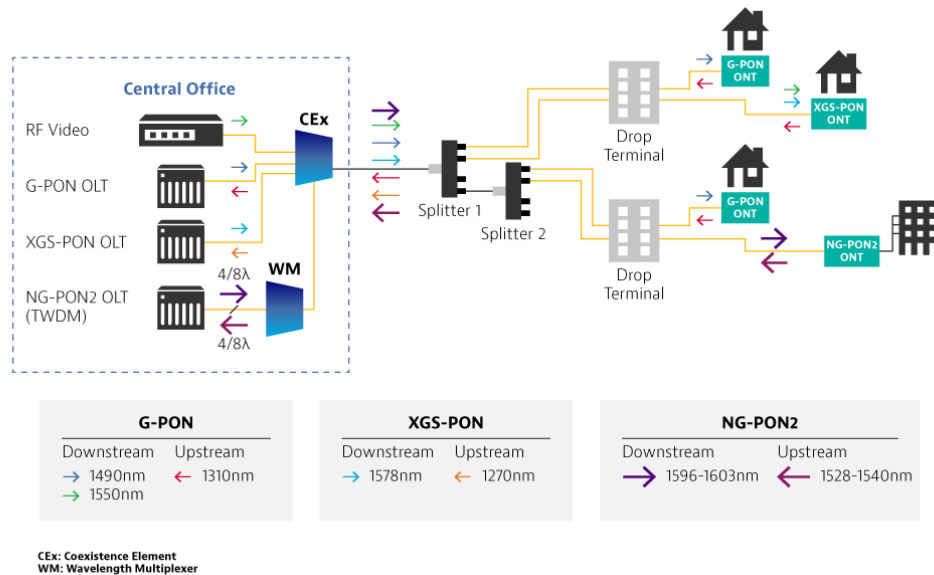 Central Office
RF Video
G-PON OLT
XGS-PON OLT
NG-PON2 OLT
(TWDM)
4/8λ
4/8λ
WM
CEx
Splitter 1
Splitter 2
Drop
Terminal
Drop
Terminal
G-PON
ONT
XGS-PON
ONT
G-PON
ONT
NG-PON2
ONT
G-PON
Downstream Upstream
1490nm 1310nm
1550nm
XGS-PON
Downstream Upstream
1578nm 1270nm
NG-PON2
Downstream Upstream
1596-1603nm 1528-1540nm
CEx: Coexistence Element
WM: Wavelength Multiplexer